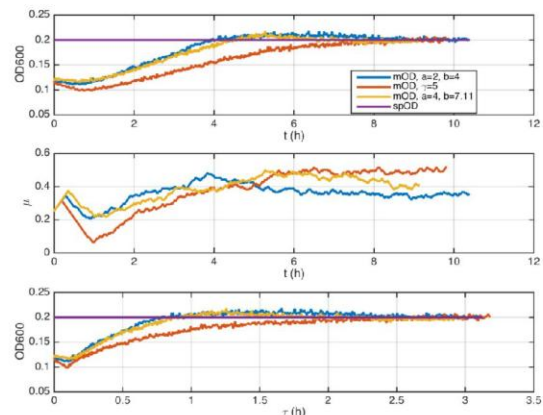 0.25
0.2
0.15
0.1
0.05
OD600
0 2 4 6 8 10 12
t (h)
mOD, a=2, b=4
mOD, γ=5
mOD, a=4, b=7.11
spOD
0.6
0.4
0.2
0
μ
0 2 4 6 8 10 12
t (h)
0.25
0.2
0.15
0.1
0.05
OD600
0 0.5 1 1.5 2 2.5 3 3.5
τ (h)